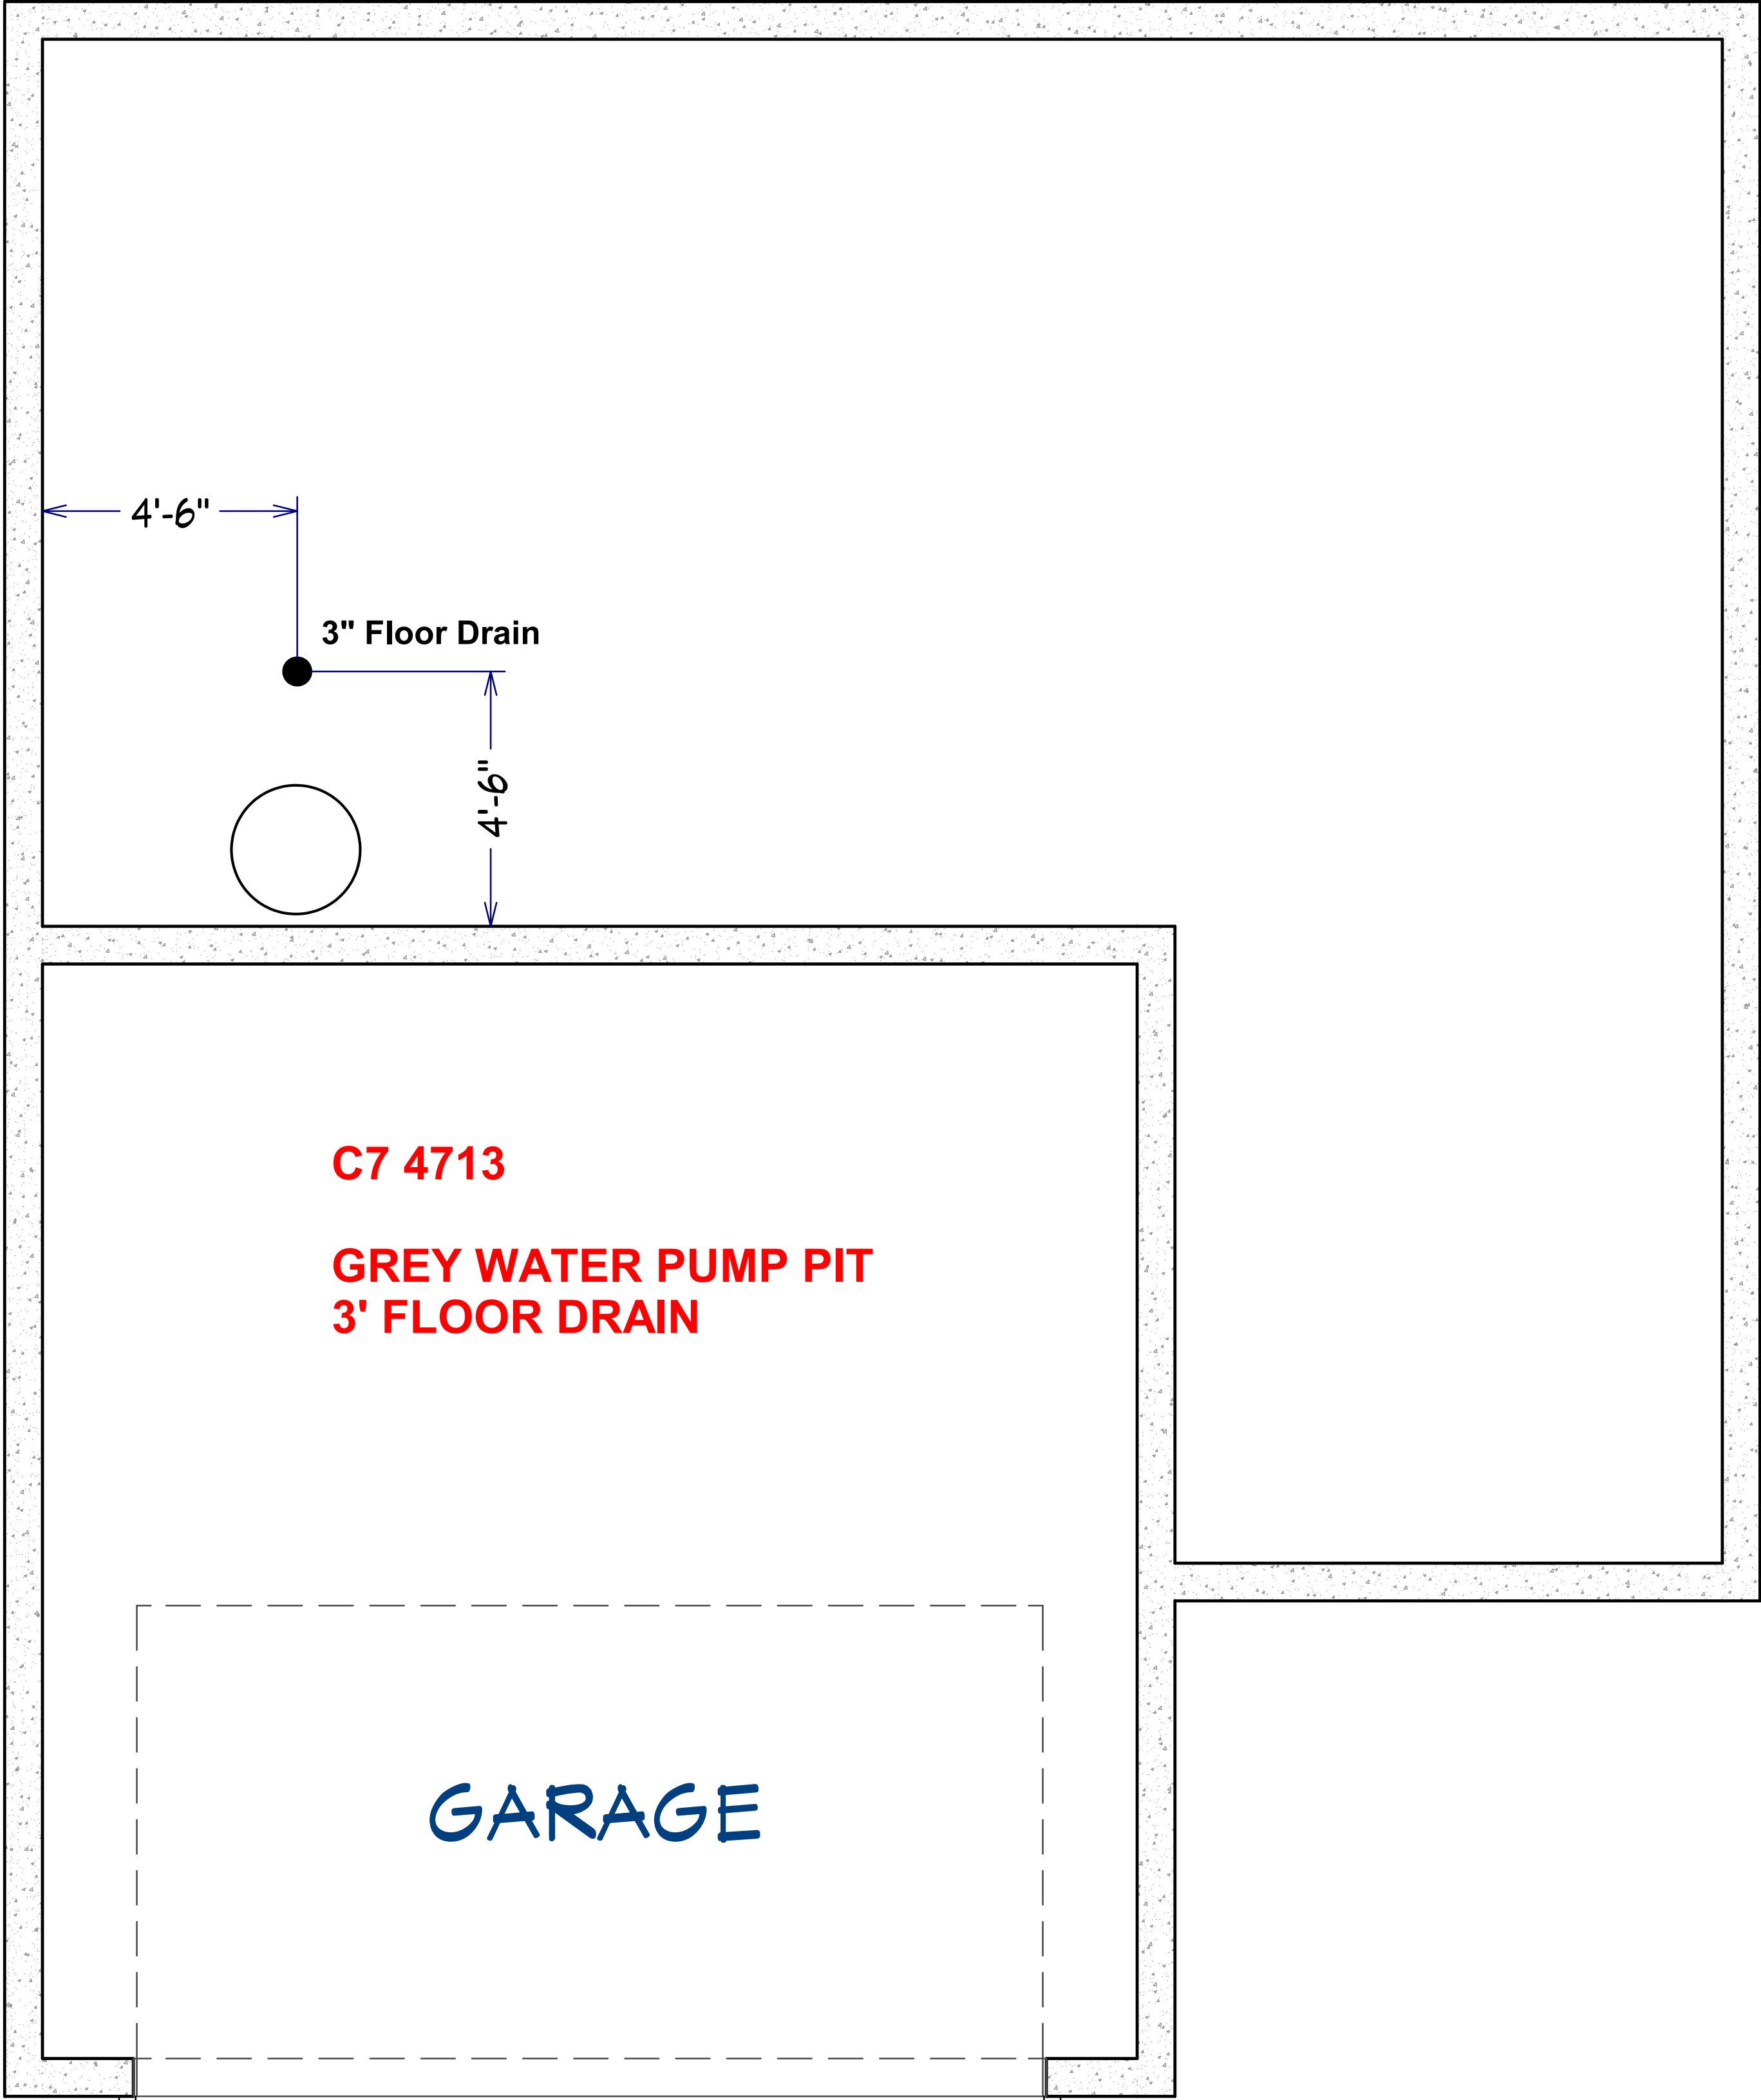 4'-6"
3" Floor Drain
4'-6"
C7 4713
GREY WATER PUMP PIT
3' FLOOR DRAIN
GARAGE